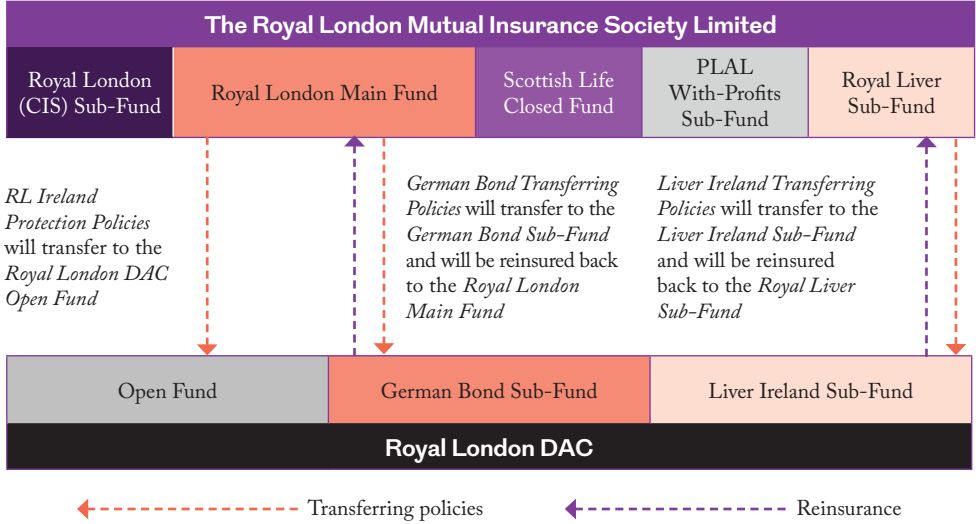 The Royal London Mutual Insurance Society Limited
Royal London
(CIS) Sub-Fund
Royal London Main Fund
Scottish Life
Closed Fund
PLAL
With-Profits
Sub-Fund
Royal Liver
Sub-Fund
RL Ireland
Protection Policies
will transfer to the
Royal London DAC
Open Fund
German Bond Transferring
Policies will transfer to the
German Bond Sub-Fund
and will be reinsured back
to the Royal London
Main Fund
Liver Ireland Transferring
Policies will transfer to the
Liver Ireland Sub-Fund
and will be reinsured
back to the Royal Liver
Sub-Fund
Open Fund
German Bond Sub-Fund
Liver Ireland Sub-Fund
Royal London DAC
Transferring policies
Reinsurance